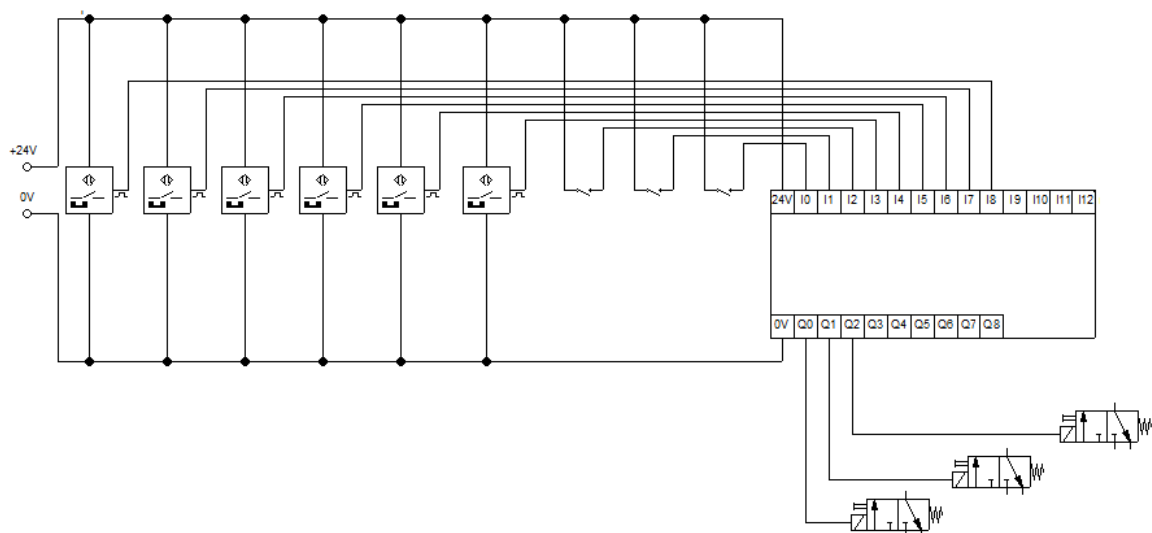 +24V
0V
24V I0 I1 I2 I3 I4 I5 I6 I7 I8 I9 I10 I11 I12
0V Q0 Q1 Q2 Q3 Q4 Q5 Q6 Q7 Q8